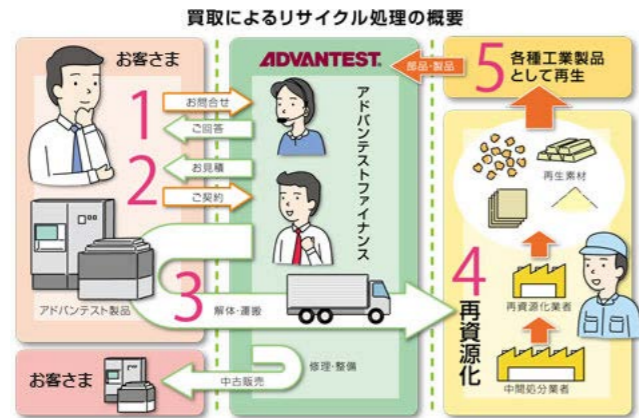 買取によるリサイクル処理の概要
お客さま
1
お問合せ
ご回答
2
お見積
ご契約
アドバンテスト製品
3
解体・運搬
ADVANTEST
アドバンテストファイナンス
修理・整備
中古販売
お客さま
4
再資源化
中間処分業者
再資源化業者
再生素材
5
各種工業製品
として再生
部品・製品